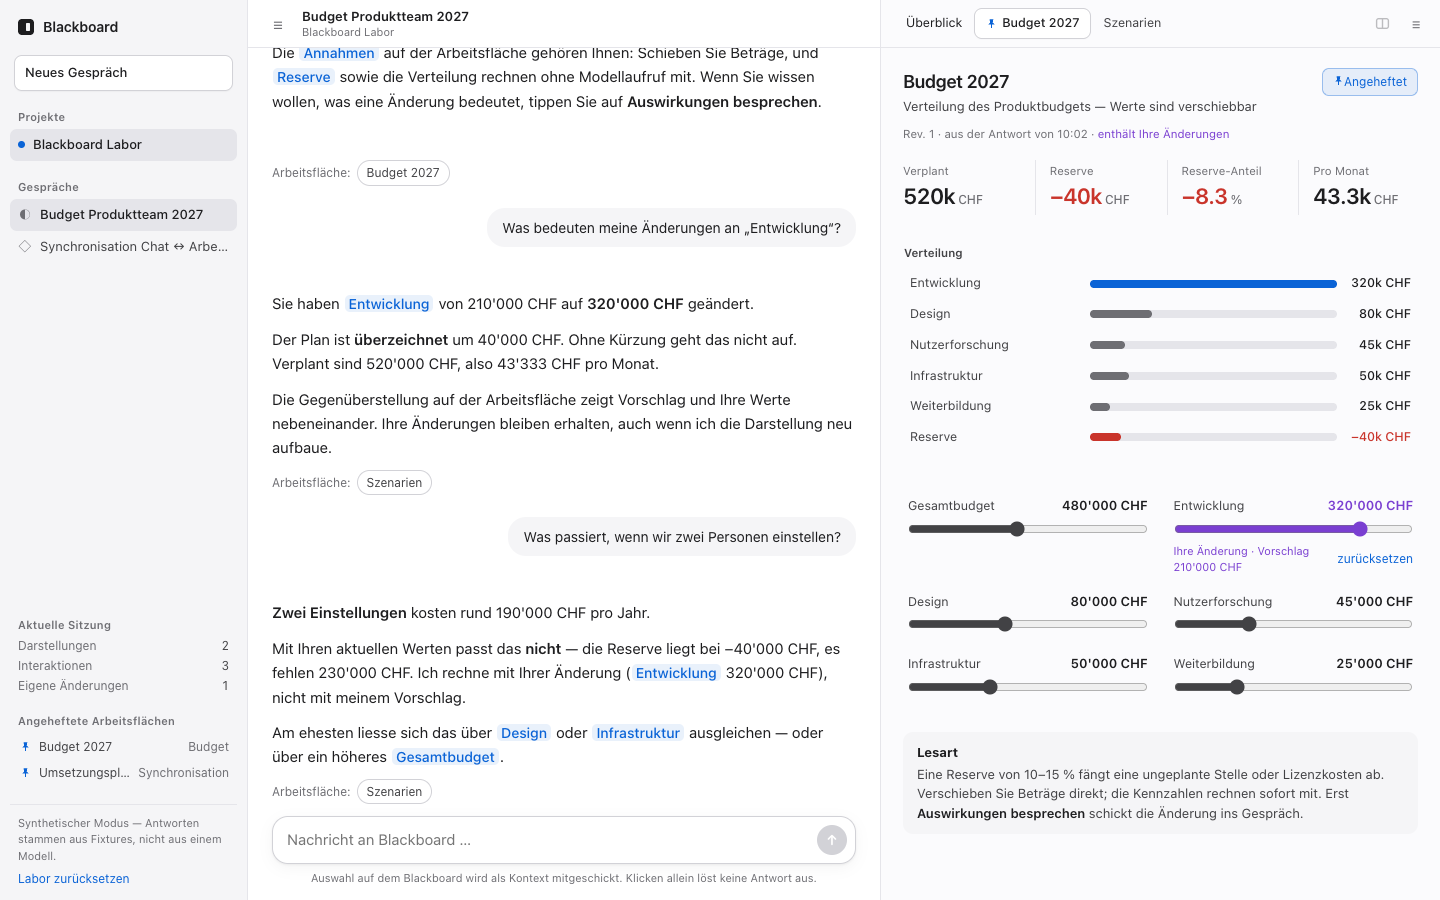 Blackboard
Neues Gespräch
Projekte
Blackboard Labor
Gespräche
Budget Produktteam 2027
Synchronisation Chat ↔ Arbe...
Aktuelle Sitzung
Darstellungen 2
Interaktionen 3
Eigene Änderungen 1
Angeheftete Arbeitsflächen
Budget 2027 Budget
Umsetzungspl... Synchronisation
Synthetischer Modus — Antworten
stammen aus Fixtures, nicht aus einem
Modell.
Labor zurücksetzen
Budget Produktteam 2027
Blackboard Labor
Die Annahmen auf der Arbeitsfläche gehören Ihnen: Schieben Sie Beträge, und
Reserve sowie die Verteilung rechnen ohne Modellaufruf mit. Wenn Sie wissen
wollen, was eine Änderung bedeutet, tippen Sie auf Auswirkungen besprechen.
Arbeitsfläche: Budget 2027
Was bedeuten meine Änderungen an „Entwicklung“?
Sie haben Entwicklung von 210'000 CHF auf 320'000 CHF geändert.
Der Plan ist überzeichnet um 40'000 CHF. Ohne Kürzung geht das nicht auf.
Verplant sind 520'000 CHF, also 43'333 CHF pro Monat.
Die Gegenüberstellung auf der Arbeitsfläche zeigt Vorschlag und Ihre Werte
nebeneinander. Ihre Änderungen bleiben erhalten, auch wenn ich die Darstellung neu
aufbaue.
Arbeitsfläche: Szenarien
Was passiert, wenn wir zwei Personen einstellen?
Zwei Einstellungen kosten rund 190'000 CHF pro Jahr.
Mit Ihren aktuellen Werten passt das nicht — die Reserve liegt bei −40'000 CHF, es
fehlen 230'000 CHF. Ich rechne mit Ihrer Änderung (Entwicklung 320'000 CHF),
nicht mit meinem Vorschlag.
Am ehesten liesse sich das über Design oder Infrastruktur ausgleichen — oder
über ein höheres Gesamtbudget.
Arbeitsfläche: Szenarien
Nachricht an Blackboard ...
Auswahl auf dem Blackboard wird als Kontext mitgeschickt. Klicken allein löst keine Antwort aus.
Überblick Budget 2027 Szenarien
Budget 2027
Angeheftet
Verteilung des Produktbudgets — Werte sind verschiebbar
Rev. 1 · aus der Antwort von 10:02 · enthält Ihre Änderungen
Verplant Reserve Reserve-Anteil Pro Monat
520k CHF −40k CHF −8.3 % 43.3k CHF
Verteilung
Entwicklung 320k CHF
Design 80k CHF
Nutzerforschung 45k CHF
Infrastruktur 50k CHF
Weiterbildung 25k CHF
Reserve −40k CHF
Gesamtbudget 480'000 CHF
Entwicklung 320'000 CHF
Ihre Änderung · Vorschlag
210'000 CHF
zurücksetzen
Design 80'000 CHF
Nutzerforschung 45'000 CHF
Infrastruktur 50'000 CHF
Weiterbildung 25'000 CHF
Lesart
Eine Reserve von 10–15 % fängt eine ungeplante Stelle oder Lizenzkosten ab.
Verschieben Sie Beträge direkt; die Kennzahlen rechnen sofort mit. Erst
Auswirkungen besprechen schickt die Änderung ins Gespräch.